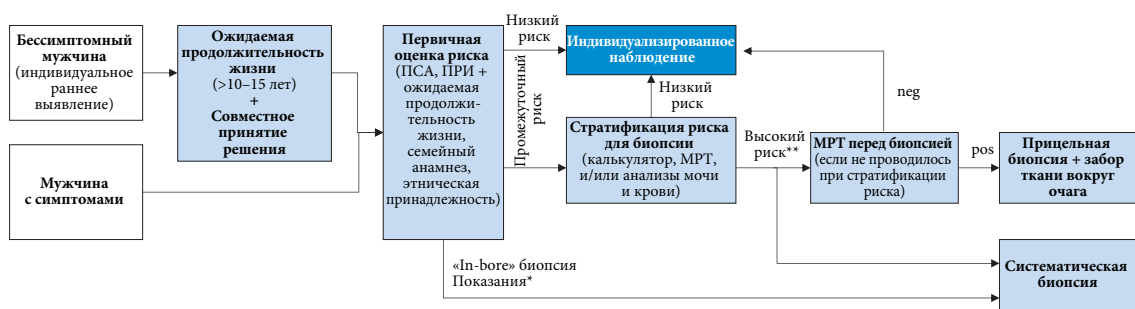 Бессимптомный
мужчина
(индивидуальное
раннее
выявление)
Мужчина
с симптомами
Ожидаемая
продолжительность
жизни
(>10–15 лет)
+
Совместное
принятие
решения
Первичная
оценка риска
(ПСА, ПРИ +
ожидаемая
продолжи-
тельность
жизни,
семейный
анамнез,
этническая
принадлежность)
Низкий
риск
Промежуточный
риск
«In-bore» биопсия
Показания*
Индивидуализированное
наблюдение
Низкий
риск
Стратификация риска
для биопсии
(калькулятор, МРТ,
и/или анализы мочи
и крови)
Высокий
риск**
neg
МРТ перед биопсией
(если не проводилось
при стратификации
риска)
pos
Прицельная
биопсия + забор
ткани вокруг
очага
Систематическая
биопсия